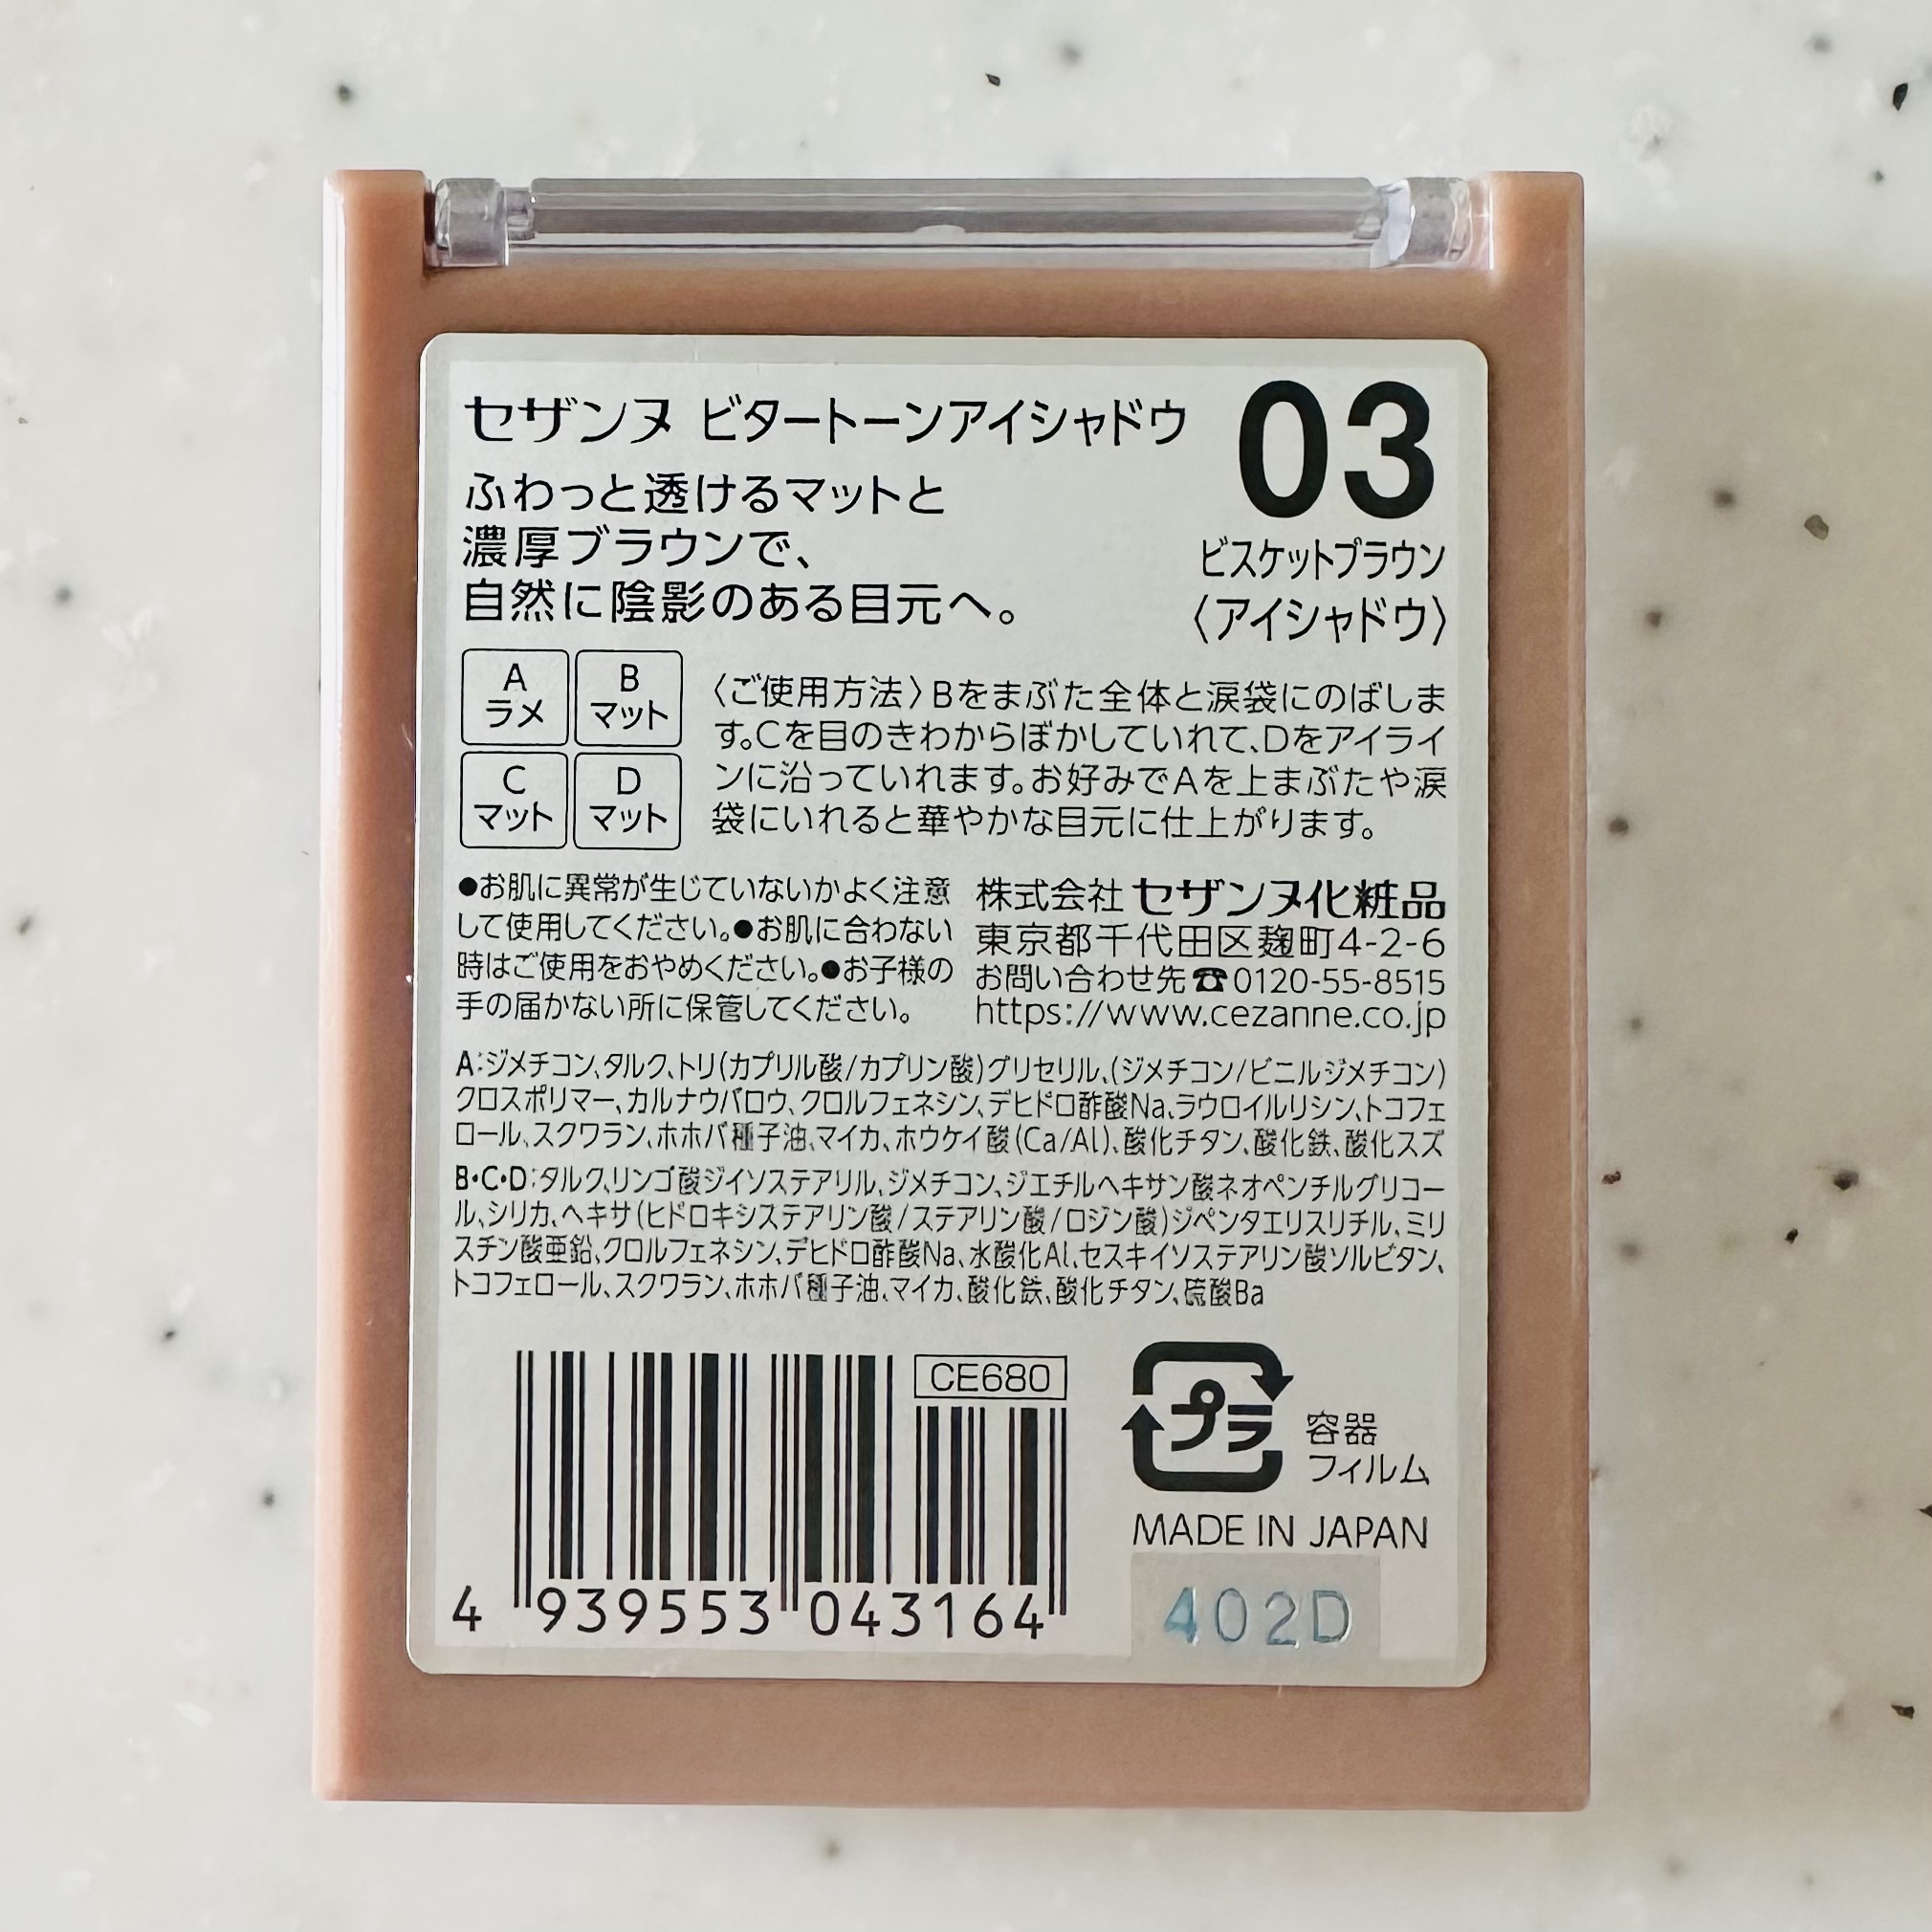 セザンヌ ビタートーンアイシャドウ
03
ふわっと透けるマットと
濃厚ブラウンで、
自然に陰影のある目元へ。
ビスケットブラウン
〈アイシャドウ〉
A
ラメ
B
マット
C
マット
D
マット
〈ご使用方法〉Bをまぶた全体と涙袋にのばしま
す。Cを目のきわからぼかしていれて、Dをアイライ
ンに沿っていれます。お好みでAを上まぶたや涙
袋にいれると華やかな目元に仕上がります。
●お肌に異常が生じていないかよく注意
して使用してください。●お肌に合わない
時はご使用をおやめください。●お子様の
手の届かない所に保管してください。
株式会社 セザンヌ化粧品
東京都千代田区麹町4-2-6
お問い合わせ先☎0120-55-8515
https://www.cezanne.co.jp
A:ジメチコン、タルク、トリ(カプリル酸/カプリン酸)グリセリル、(ジメチコン/ビニルジメチコン)
クロスポリマー、カルナウバロウ、クロルフェネシン、デヒドロ酢酸Na、ラウロイルリシン、トコフェ
ロール、スクワラン、ホホバ種子油、マイカ、ホウケイ酸(Ca/Al)、酸化チタン、酸化鉄、酸化スズ
B・C・D:タルク、リンゴ酸ジイソステアリル、ジメチコン、ジエチルヘキサン酸ネオペンチルグリコー
ル、シリカ、ヘキサ(ヒドロキシステアリン酸/ステアリン酸/ロジン酸)ジペンタエリスリチル、ミリ
スチン酸亜鉛、クロルフェネシン、デヒドロ酢酸Na、水酸化Al、セスキイソステアリン酸ソルビタン、
トコフェロール、スクワラン、ホホバ種子油、マイカ、酸化鉄、酸化チタン、硫酸Ba
CE680
4 939553 043164
プラ
容器
フィルム
MADE IN JAPAN
402D